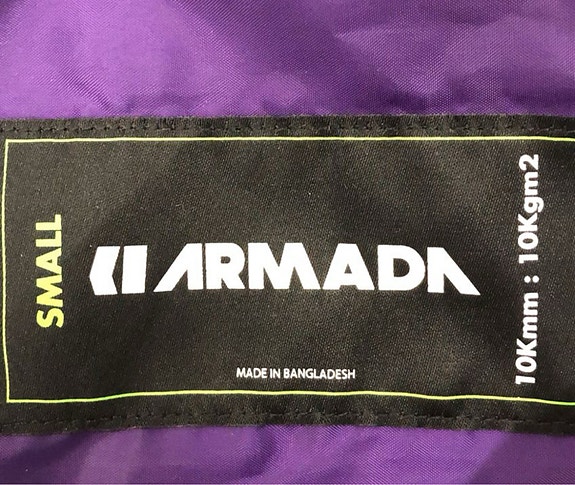 SMALL
ARMADA
MADE IN BANGLADESH
10Kmm : 10Kgm2